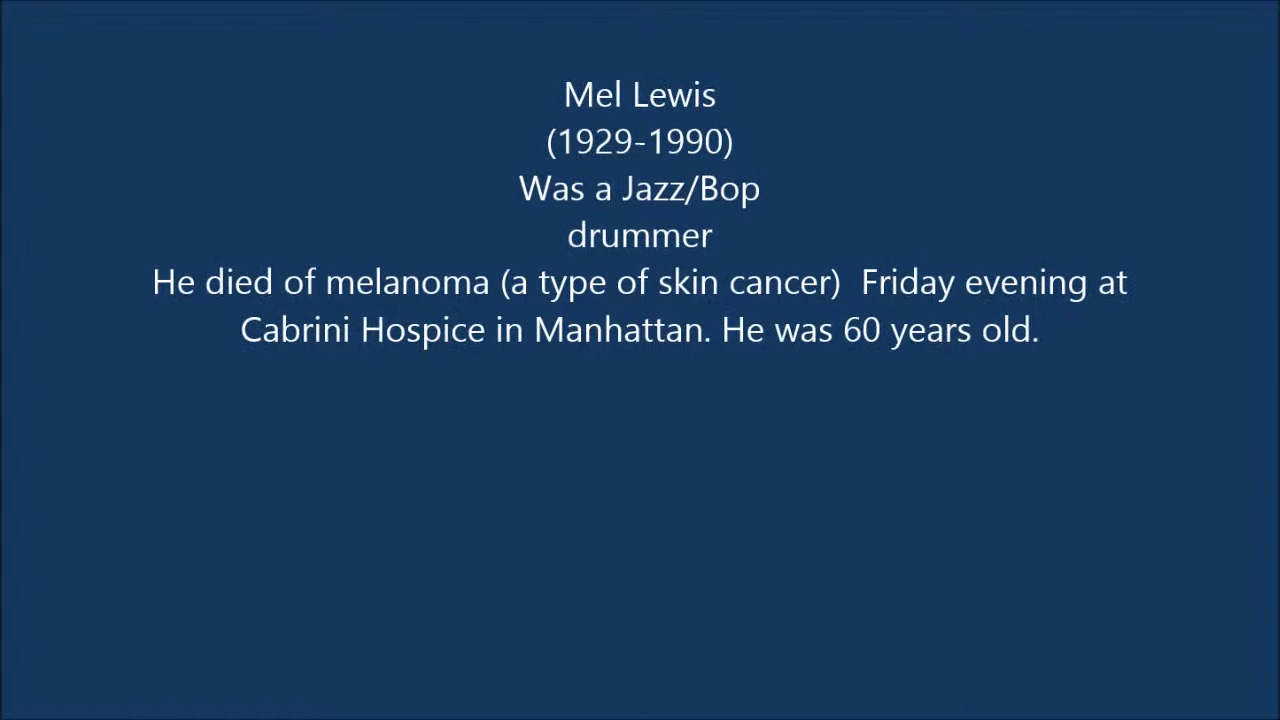 Mel Lewis
(1929-1990)
Was a Jazz/Bop
drummer
He died of melanoma (a type of skin cancer)  Friday evening at
Cabrini Hospice in Manhattan. He was 60 years old.